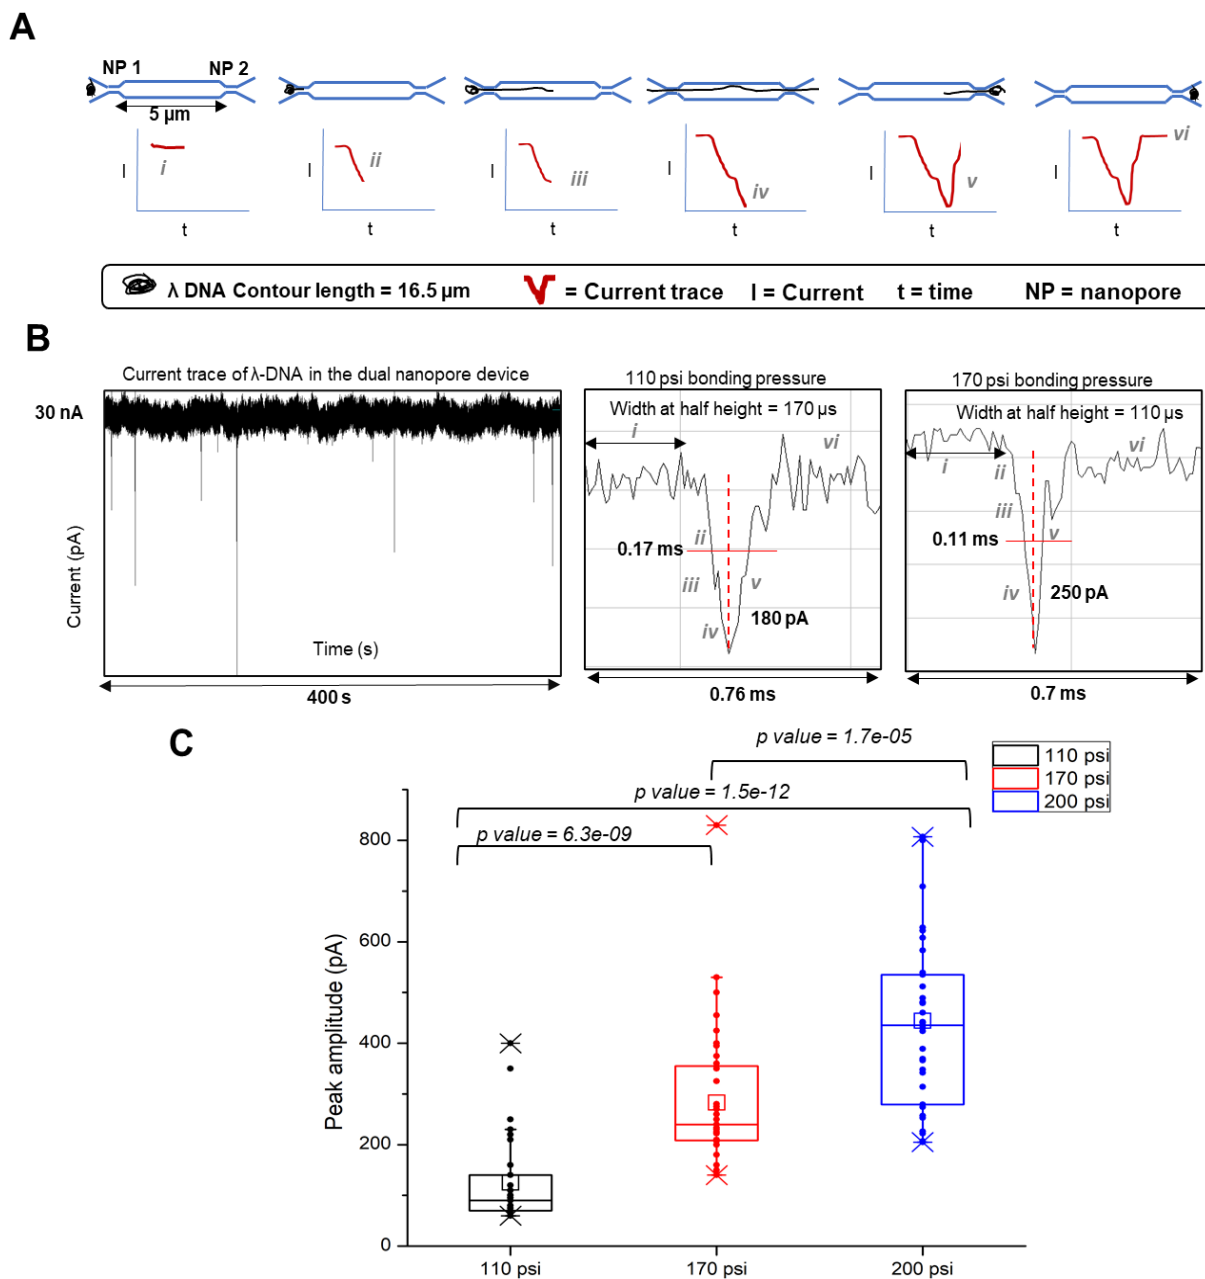 A
NP 1
NP 2
5 µm
I
i
t
I
ii
t
I
iii
t
I
iv
t
I
v
t
I
vi
t
λ DNA Contour length = 16.5 µm
= Current trace
I = Current
t = time
NP = nanopore
B
Current trace of λ-DNA in the dual nanopore device
30 nA
Current (pA)
Time (s)
400 s
110 psi bonding pressure
Width at half height = 170 µs
i
vi
ii
0.17 ms
iii
v
iv
180 pA
0.76 ms
170 psi bonding pressure
Width at half height = 110 µs
i
vi
ii
iii
0.11 ms
v
iv
250 pA
0.7 ms
C
p value = 1.7e-05
p value = 1.5e-12
p value = 6.3e-09
110 psi
170 psi
200 psi
Peak amplitude (pA)
800
600
400
200
0
110 psi
170 psi
200 psi